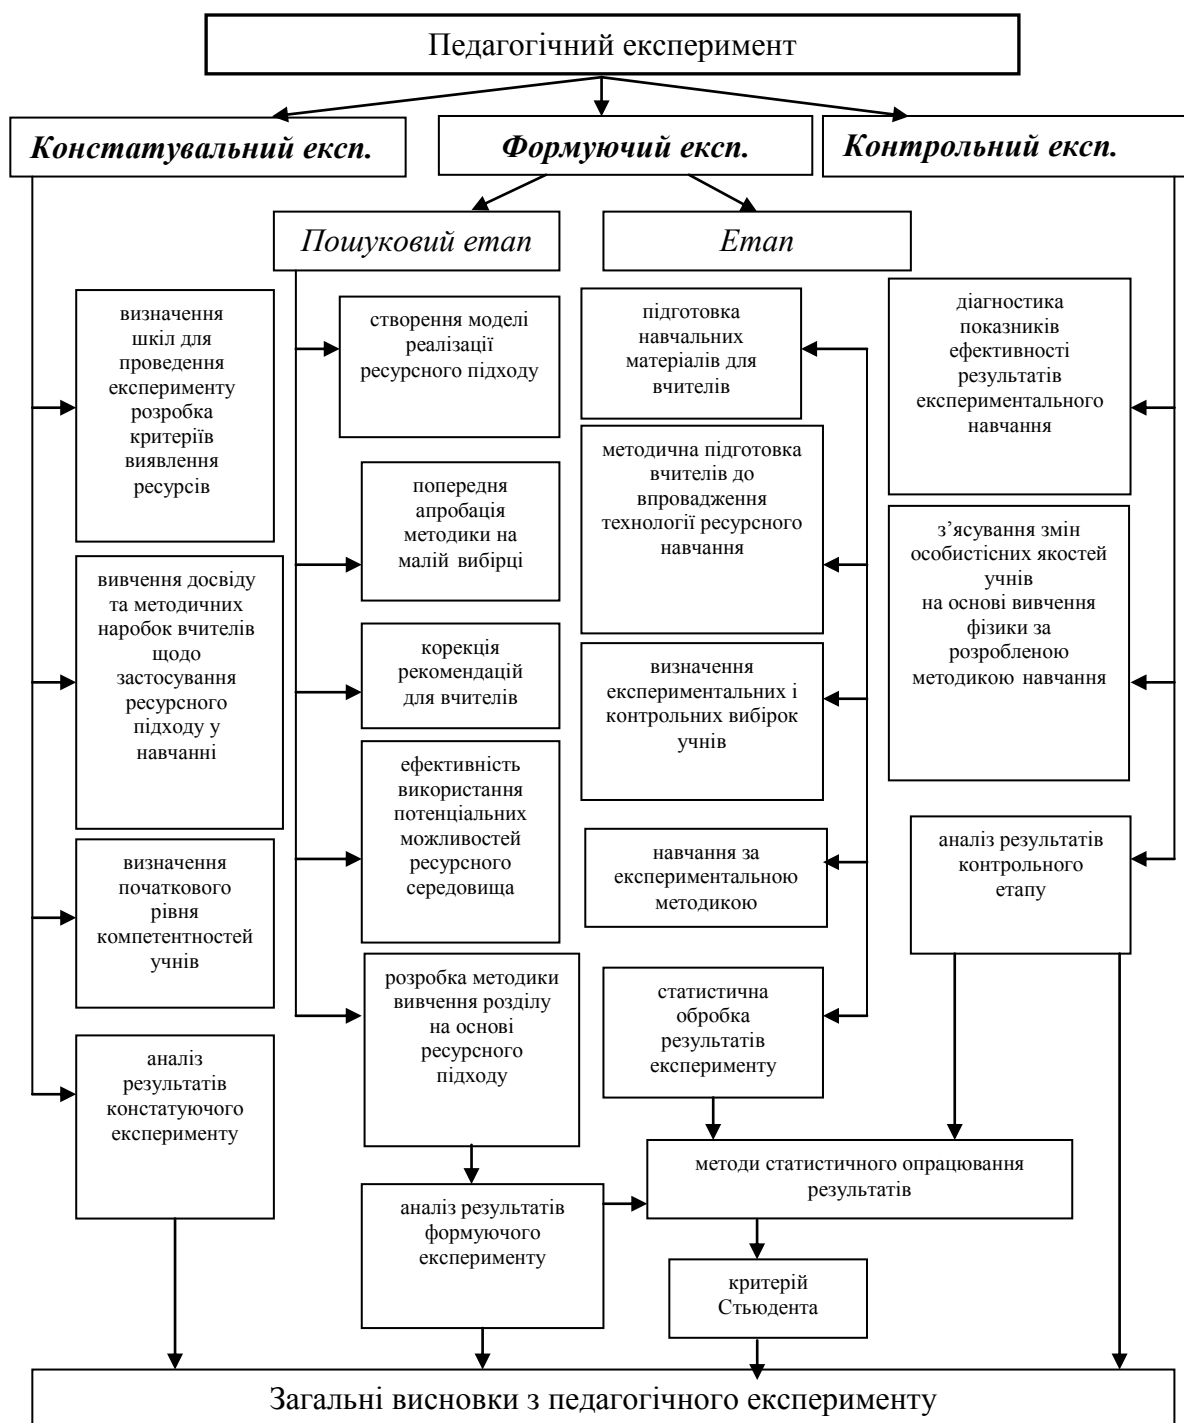 Педагогічний експеримент
Констатувальний експ.
Формуючий експ.
Контрольний експ.
Пошуковий етап
Етап
визначення
шкіл для
проведення
експерименту
розробка
критеріїв
виявлення
ресурсів
вивчення досвіду
та методичних
наробок вчителів
щодо
застосування
ресурсного
підходу у
навчанні
визначення
початкового
рівня
компетентностей
учнів
аналіз
результатів
констатуючого
експерименту
створення моделі
реалізації
ресурсного підходу
попередня
апробація
методики на
малій вибірці
корекція
рекомендацій
для вчителів
ефективність
використання
потенціальних
можливостей
ресурсного
середовища
розробка методики
вивчення розділу
на основі
ресурсного
підходу
аналіз результатів
формуючого
експерименту
підготовка
навчальних
матеріалів для
вчителів
методична підготовка
вчителів до
впровадження
технології ресурсного
навчання
визначення
експериментальних і
контрольних вибірок
учнів
навчання за
експериментальною
методикою
статистична
обробка
результатів
експерименту
діагностика
показників
ефективності
результатів
експериментального
навчання
з’ясування змін
особистісних якостей
учнів
на основі вивчення
фізики за
розробленою
методикою навчання
аналіз результатів
контрольного
етапу
методи статистичного опрацювання
результатів
критерій
Стьюдента
Загальні висновки з педагогічного експерименту